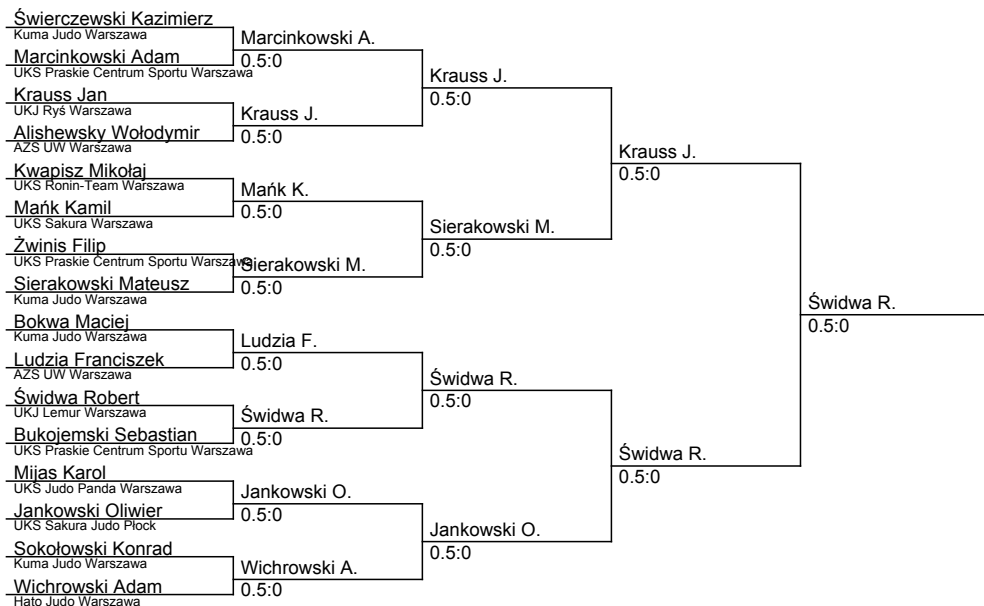 Świerczewski Kazimierz
Kuma Judo Warszawa
Marcinkowski Adam
UKS Praskie Centrum Sportu Warszawa
Krauss Jan
UKJ Ryś Warszawa
Alishewsky Wołodymir
AZS UW Warszawa
Kwapisz Mikołaj
UKS Ronin-Team Warszawa
Mańk Kamil
UKS Sakura Warszawa
Żwinis Filip
UKS Praskie Centrum Sportu Warszawa
Sierakowski Mateusz
Kuma Judo Warszawa
Bokwa Maciej
Kuma Judo Warszawa
Ludzia Franciszek
AZS UW Warszawa
Świdwa Robert
UKJ Lemur Warszawa
Bukojemski Sebastian
UKS Praskie Centrum Sportu Warszawa
Mijas Karol
UKS Judo Panda Warszawa
Jankowski Oliwier
UKS Sakura Judo Płock
Sokołowski Konrad
Kuma Judo Warszawa
Wichrowski Adam
Hato Judo Warszawa
Marcinkowski A.
0.5:0
Krauss J.
0.5:0
Mańk K.
0.5:0
Sierakowski M.
0.5:0
Ludzia F.
0.5:0
Świdwa R.
0.5:0
Jankowski O.
0.5:0
Wichrowski A.
0.5:0
Krauss J.
0.5:0
Sierakowski M.
0.5:0
Świdwa R.
0.5:0
Jankowski O.
0.5:0
Krauss J.
0.5:0
Świdwa R.
0.5:0
Świdwa R.
0.5:0